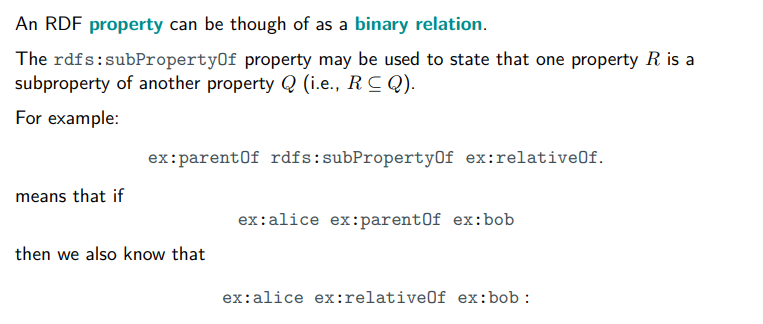 An RDF property can be though of as a binary relation.
The rdfs:subPropertyOf property may be used to state that one property R is a
subproperty of another property Q (i.e., R ⊆ Q).
For example:
ex:parentOf rdfs:subPropertyOf ex:relativeOf.
means that if
ex:alice ex:parentOf ex:bob
then we also know that
ex:alice ex:relativeOf ex:bob :